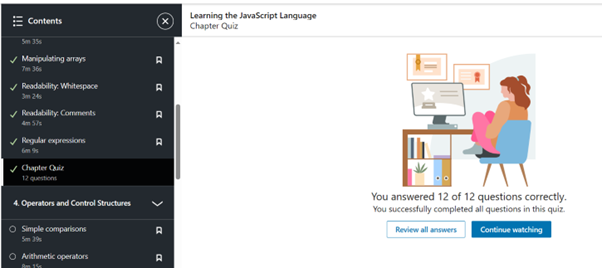 Contents
5m 35s
Manipulating arrays
7m 36s
Readability: Whitespace
3m 24s
Readability: Comments
4m 57s
Regular expressions
6m 9s
Chapter Quiz
12 questions
4. Operators and Control Structures
Simple comparisons
5m 39s
Arithmetic operators
8m 15s
Learning the JavaScript Language
Chapter Quiz
You answered 12 of 12 questions correctly.
You successfully completed all questions in this quiz.
Review all answers
Continue watching